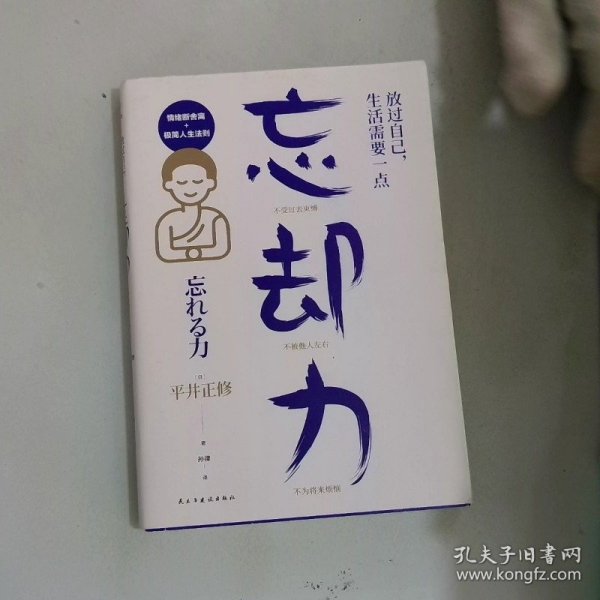 放过自己，
生活需要一点
忘却力
不受过去束缚
不被他人左右
不为将来烦恼
情绪断舍离
+
极简人生法则
忘れる力
[日]
平井正修
著
孙律
译
民主与建设出版社
孔夫子旧书网
www.kongfz.com